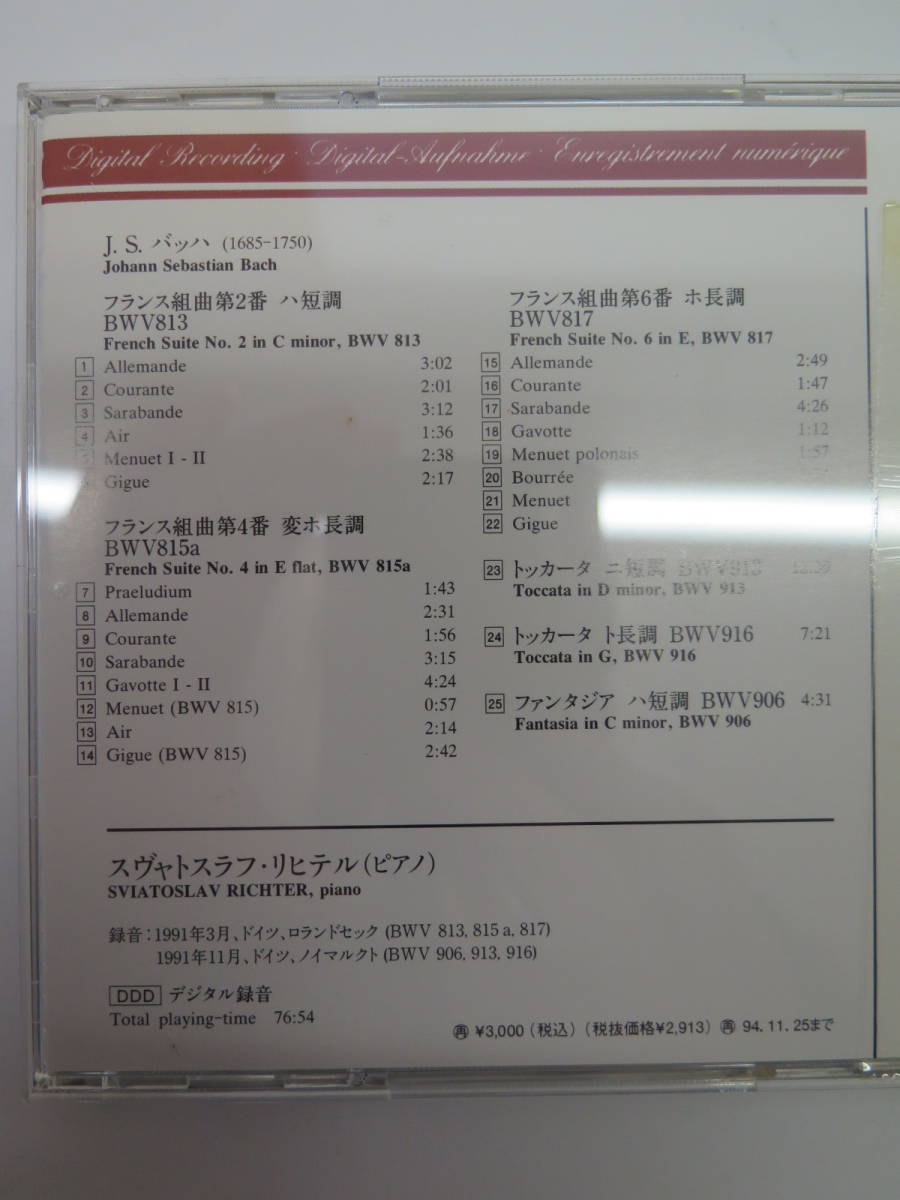 Digital Recording · Digital-Aufnahme · Enregistrement numérique
J. S. バッハ (1685-1750)
Johann Sebastian Bach
フランス組曲第2番 ハ短調
BWV813
French Suite No. 2 in C minor, BWV 813
1 Allemande 3:02
2 Courante 2:01
3 Sarabande 3:12
4 Air 1:36
Menuet I - II 2:38
Gigue 2:17
フランス組曲第4番 変ホ長調
BWV815a
French Suite No. 4 in E flat, BWV 815a
7 Praeludium 1:43
8 Allemande 2:31
9 Courante 1:56
10 Sarabande 3:15
11 Gavotte I - II 4:24
12 Menuet (BWV 815) 0:57
13 Air 2:14
14 Gigue (BWV 815) 2:42
フランス組曲第6番 ホ長調
BWV817
French Suite No. 6 in E, BWV 817
15 Allemande 2:49
16 Courante 1:47
17 Sarabande 4:26
18 Gavotte 1:12
19 Menuet polonais 1:57
20 Bourrée
21 Menuet
22 Gigue
23 トッカータ ニ短調 BWV913
Toccata in D minor, BWV 913
24 トッカータ ト長調 BWV916 7:21
Toccata in G, BWV 916
25 ファンタジア ハ短調 BWV906 4:31
Fantasia in C minor, BWV 906
スヴャトスラフ・リヒテル(ピアノ)
SVIATOSLAV RICHTER, piano
録音:1991年3月、ドイツ、ロランドセック (BWV 813, 815 a, 817)
1991年11月、ドイツ、ノイマルクト (BWV 906, 913, 916)
DDD デジタル録音
Total playing-time 76:54
再 ¥3,000(税込)(税抜価格¥2,913) 再 94.11.25まで